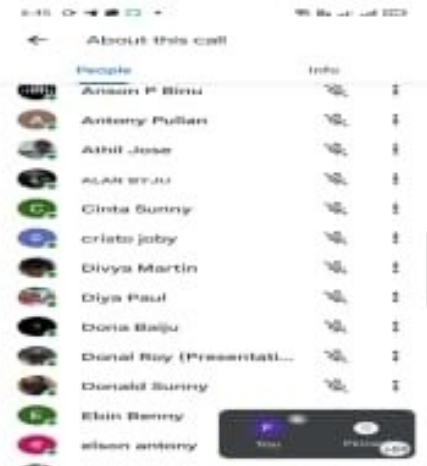 About this call
People Info
Anson P Binu
Antony Pulian
A
Athil Jose
ALAN BYJU
C
Cinta Sunny
cristo joby
Divya Martin
Diya Paul
Dona Baiju
Donal Roy (Presentati...
Donald Sunny
E
Ebin Benny
elson antony
You